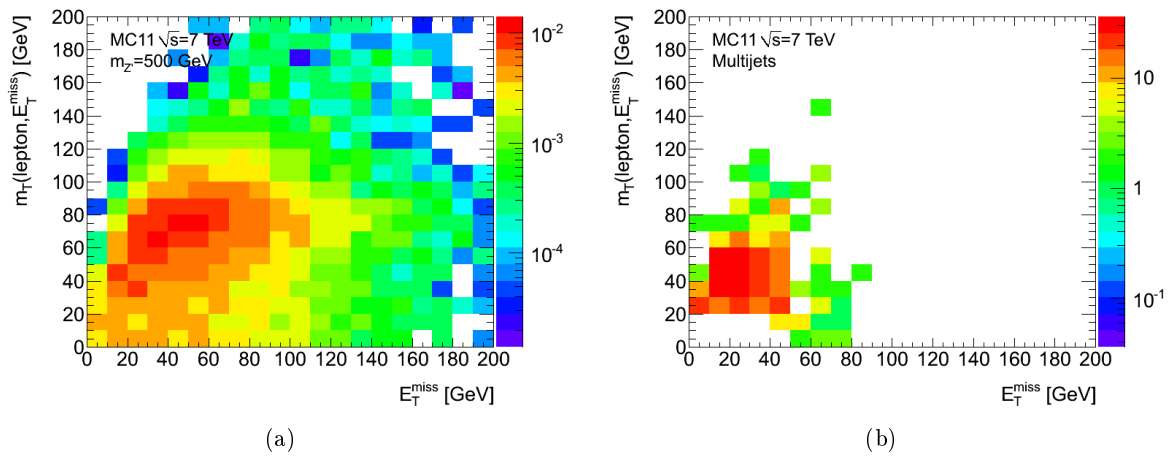 m_T(lepton,E_T^miss) [GeV]
200
180
160
140
120
100
80
60
40
20
0
MC11 √s=7 TeV
m_Z'=500 GeV
10^-2
10^-3
10^-4
0 20 40 60 80 100 120 140 160 180 200
E_T^miss [GeV]
(a)
m_T(lepton,E_T^miss) [GeV]
200
180
160
140
120
100
80
60
40
20
0
MC11 √s=7 TeV
Multijets
10
1
10^-1
0 20 40 60 80 100 120 140 160 180 200
E_T^miss [GeV]
(b)